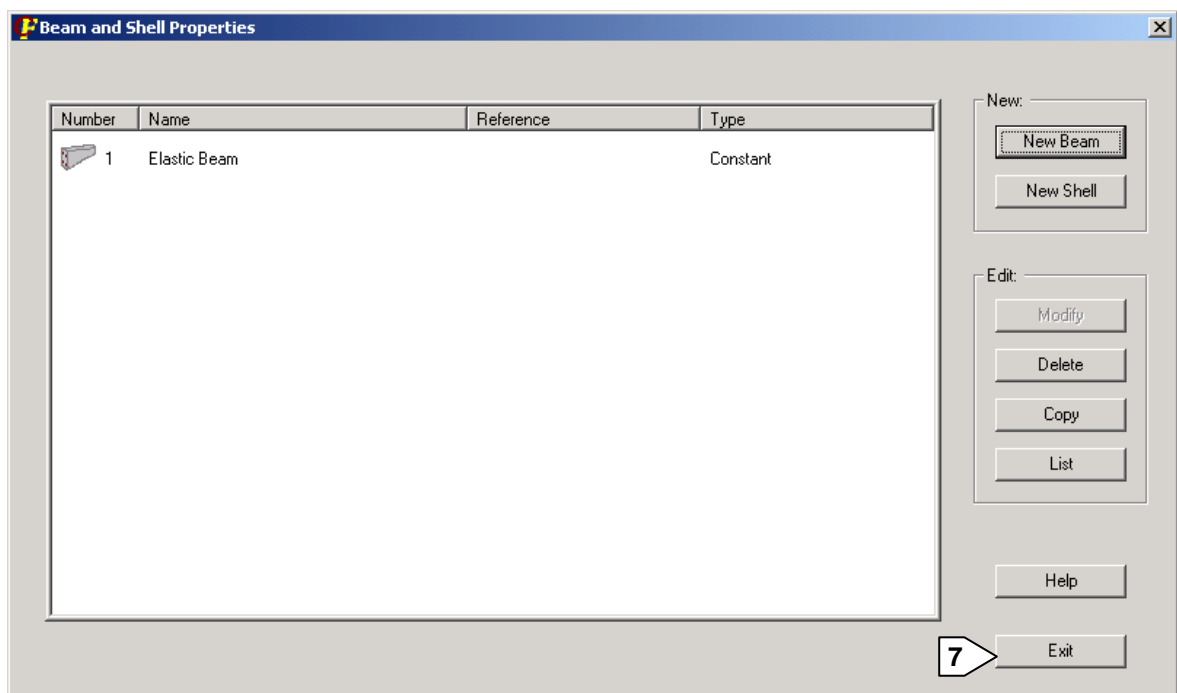 Beam and Shell Properties
Number Name Reference Type
1 Elastic Beam Constant
New:
New Beam
New Shell
Edit:
Modify
Delete
Copy
List
Help
7 Exit